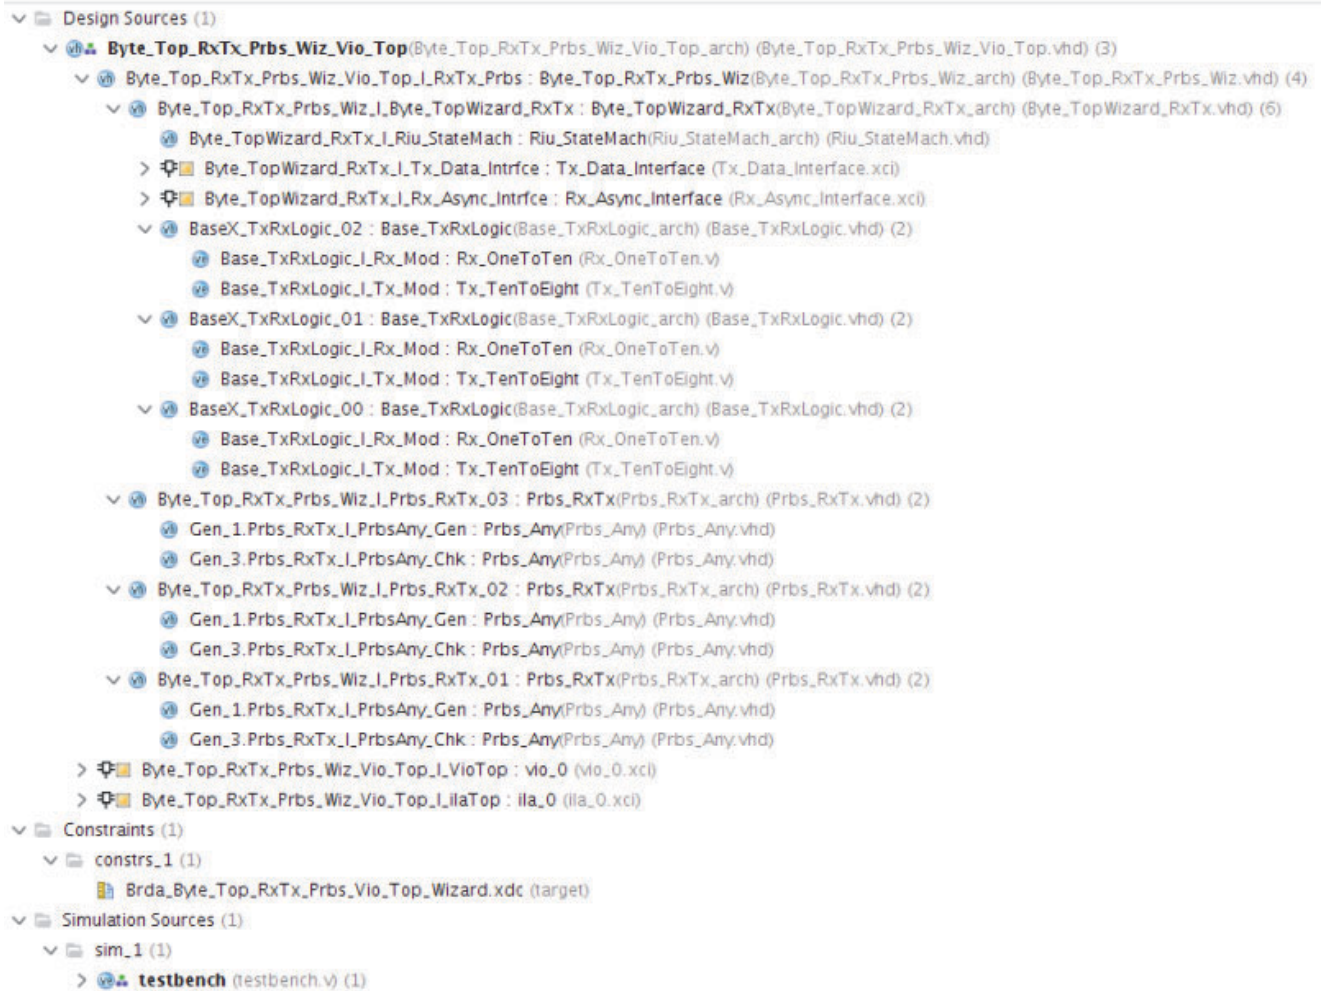 Design Sources (1)
Byte_Top_RxTx_Prbs_Wiz_Vio_Top(Byte_Top_RxTx_Prbs_Wiz_Vio_Top_arch) (Byte_Top_RxTx_Prbs_Wiz_Vio_Top.vhd) (3)
Byte_Top_RxTx_Prbs_Wiz_Vio_Top_I_RxTx_Prbs : Byte_Top_RxTx_Prbs_Wiz(Byte_Top_RxTx_Prbs_Wiz_arch) (Byte_Top_RxTx_Prbs_Wiz.vhd) (4)
Byte_Top_RxTx_Prbs_Wiz_I_Byte_TopWizard_RxTx : Byte_TopWizard_RxTx(Byte_TopWizard_RxTx_arch) (Byte_TopWizard_RxTx.vhd) (6)
Byte_TopWizard_RxTx_I_Riu_StateMach : Riu_StateMach(Riu_StateMach_arch) (Riu_StateMach.vhd)
Byte_TopWizard_RxTx_I_Tx_Data_Intrfce : Tx_Data_Interface (Tx_Data_Interface.xci)
Byte_TopWizard_RxTx_I_Rx_Async_Intrfce : Rx_Async_Interface (Rx_Async_Interface.xci)
BaseX_TxRxLogic_02 : Base_TxRxLogic(Base_TxRxLogic_arch) (Base_TxRxLogic.vhd) (2)
Base_TxRxLogic_I_Rx_Mod : Rx_OneToTen (Rx_OneToTen.v)
Base_TxRxLogic_I_Tx_Mod : Tx_TenToEight (Tx_TenToEight.v)
BaseX_TxRxLogic_01 : Base_TxRxLogic(Base_TxRxLogic_arch) (Base_TxRxLogic.vhd) (2)
Base_TxRxLogic_I_Rx_Mod : Rx_OneToTen (Rx_OneToTen.v)
Base_TxRxLogic_I_Tx_Mod : Tx_TenToEight (Tx_TenToEight.v)
BaseX_TxRxLogic_00 : Base_TxRxLogic(Base_TxRxLogic_arch) (Base_TxRxLogic.vhd) (2)
Base_TxRxLogic_I_Rx_Mod : Rx_OneToTen (Rx_OneToTen.v)
Base_TxRxLogic_I_Tx_Mod : Tx_TenToEight (Tx_TenToEight.v)
Byte_Top_RxTx_Prbs_Wiz_I_Prbs_RxTx_03 : Prbs_RxTx(Prbs_RxTx_arch) (Prbs_RxTx.vhd) (2)
Gen_1.Prbs_RxTx_I_PrbsAny_Gen : Prbs_Any(Prbs_Any) (Prbs_Any.vhd)
Gen_3.Prbs_RxTx_I_PrbsAny_Chk : Prbs_Any(Prbs_Any) (Prbs_Any.vhd)
Byte_Top_RxTx_Prbs_Wiz_I_Prbs_RxTx_02 : Prbs_RxTx(Prbs_RxTx_arch) (Prbs_RxTx.vhd) (2)
Gen_1.Prbs_RxTx_I_PrbsAny_Gen : Prbs_Any(Prbs_Any) (Prbs_Any.vhd)
Gen_3.Prbs_RxTx_I_PrbsAny_Chk : Prbs_Any(Prbs_Any) (Prbs_Any.vhd)
Byte_Top_RxTx_Prbs_Wiz_I_Prbs_RxTx_01 : Prbs_RxTx(Prbs_RxTx_arch) (Prbs_RxTx.vhd) (2)
Gen_1.Prbs_RxTx_I_PrbsAny_Gen : Prbs_Any(Prbs_Any) (Prbs_Any.vhd)
Gen_3.Prbs_RxTx_I_PrbsAny_Chk : Prbs_Any(Prbs_Any) (Prbs_Any.vhd)
Byte_Top_RxTx_Prbs_Wiz_Vio_Top_I_VioTop : vio_0 (vio_0.xci)
Byte_Top_RxTx_Prbs_Wiz_Vio_Top_I_ilaTop : ila_0 (ila_0.xci)
Constraints (1)
constrs_1 (1)
Brda_Byte_Top_RxTx_Prbs_Vio_Top_Wizard.xdc (target)
Simulation Sources (1)
sim_1 (1)
testbench (testbench.v) (1)